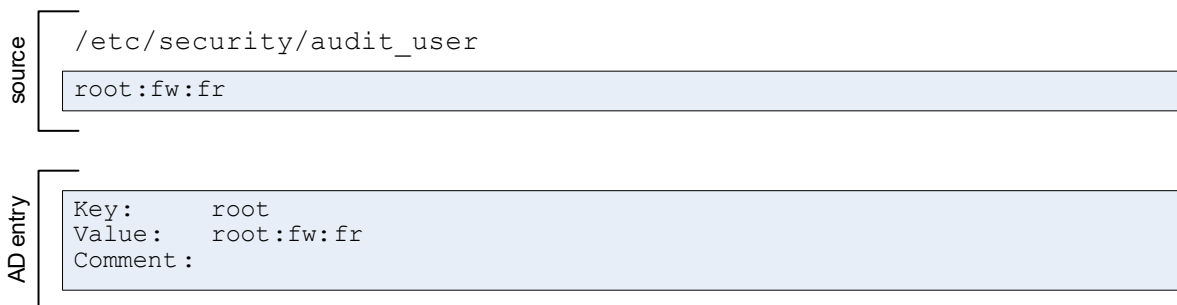 source
/etc/security/audit_user
root:fw:fr
AD entry
Key: root
Value: root:fw:fr
Comment: